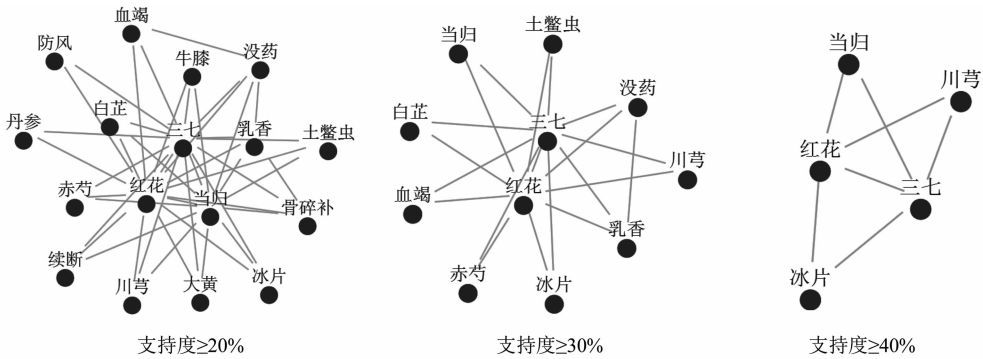 血竭
防风
牛膝
没药
白芷
丹参
三七
乳香
土鳖虫
赤芍
红花
当归
骨碎补
续断
川芎
大黄
冰片
支持度≥20%
土鳖虫
当归
没药
白芷
三七
川芎
血竭
红花
乳香
赤芍
冰片
支持度≥30%
当归
川芎
红花
三七
冰片
支持度≥40%